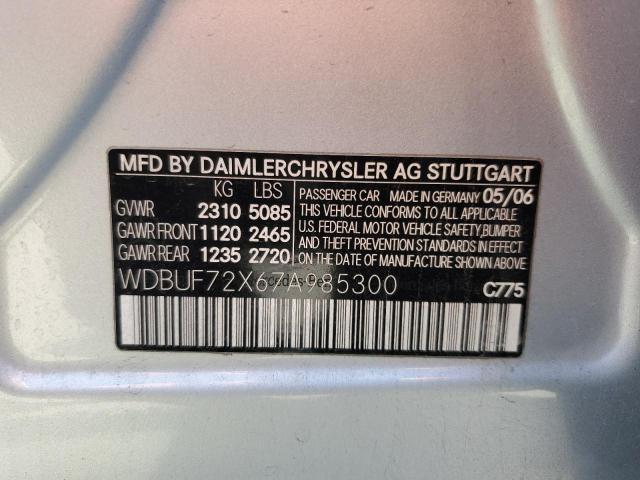 MFD BY DAIMLERCHRYSLER AG STUTTGART
KG LBS
GVWR 2310 5085
GAWR FRONT 1120 2465
GAWR REAR 1235 2720
PASSENGER CAR MADE IN GERMANY 05/06
THIS VEHICLE CONFORMS TO ALL APPLICABLE
U.S. FEDERAL MOTOR VEHICLE SAFETY, BUMPER
AND THEFT PREVENTION STANDARDS IN EFFECT
ON THE DATE OF MANUFACTURE SHOWN ABOVE
WDBUF72X67A985300
C775